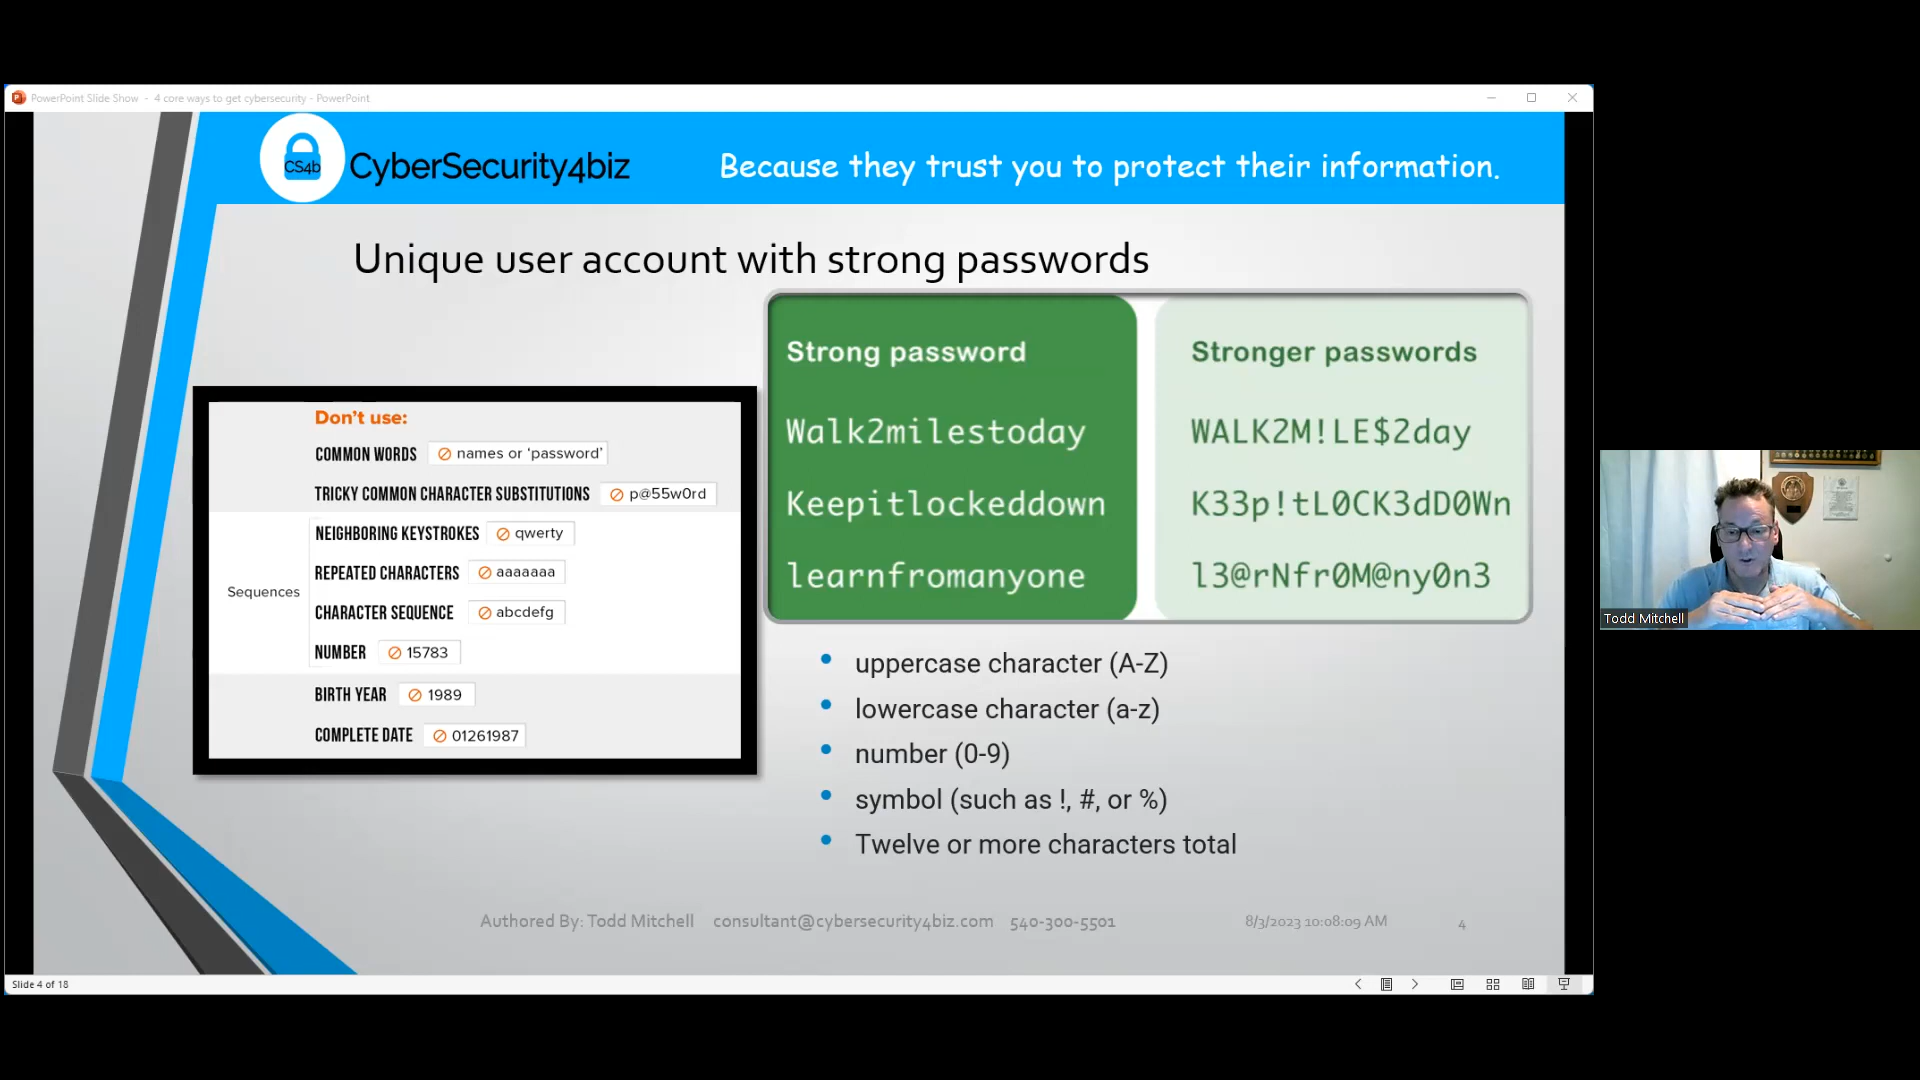 PowerPoint Slide Show - 4 core ways to get cybersecurity - PowerPoint
CS4b
CyberSecurity4biz
Because they trust you to protect their information.
Unique user account with strong passwords
Don't use:
COMMON WORDS names or 'password'
TRICKY COMMON CHARACTER SUBSTITUTIONS p@55w0rd
Sequences
NEIGHBORING KEYSTROKES qwerty
REPEATED CHARACTERS aaaaaaa
CHARACTER SEQUENCE abcdefg
NUMBER 15783
BIRTH YEAR 1989
COMPLETE DATE 01261987
Strong password
Walk2milestoday
Keepitlockeddown
learnfromanyone
Stronger passwords
WALK2M!LE$2day
K33p!tL0CK3dD0Wn
l3@rNfr0M@ny0n3
• uppercase character (A-Z)
• lowercase character (a-z)
• number (0-9)
• symbol (such as !, #, or %)
• Twelve or more characters total
Authored By: Todd Mitchell consultant@cybersecurity4biz.com 540-300-5501
8/3/2023 10:08:09 AM
4
Slide 4 of 18
Todd Mitchell